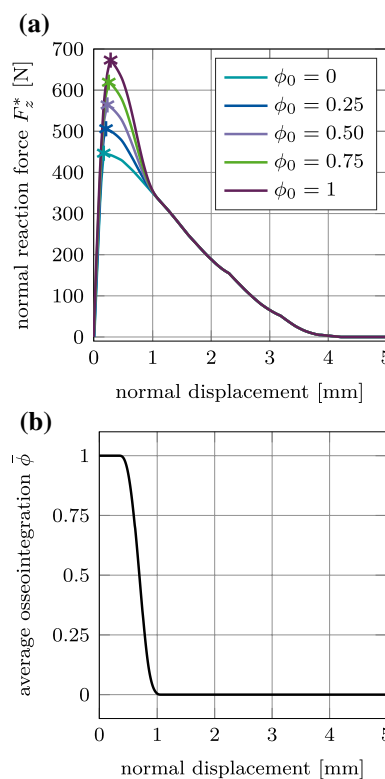 (a)
700
600
500
400
300
200
100
0
normal reaction force F_z^* [N]
ϕ₀ = 0
ϕ₀ = 0.25
ϕ₀ = 0.50
ϕ₀ = 0.75
ϕ₀ = 1
0 1 2 3 4 5
normal displacement [mm]
(b)
1
0.75
0.5
0.25
0
average osseointegration ϕ̄
0 1 2 3 4 5
normal displacement [mm]